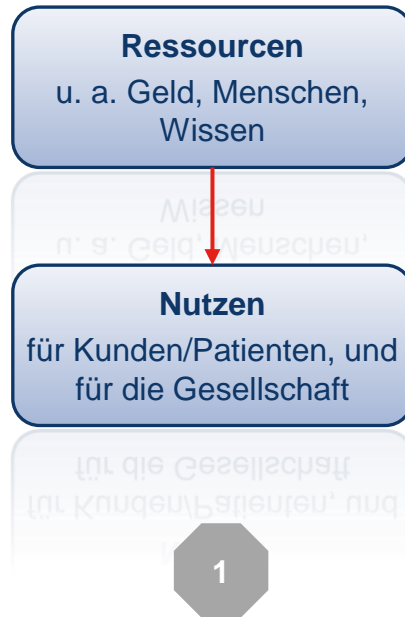 Ressourcen
u. a. Geld, Menschen,
Wissen
Nutzen
für Kunden/Patienten, und
für die Gesellschaft
1